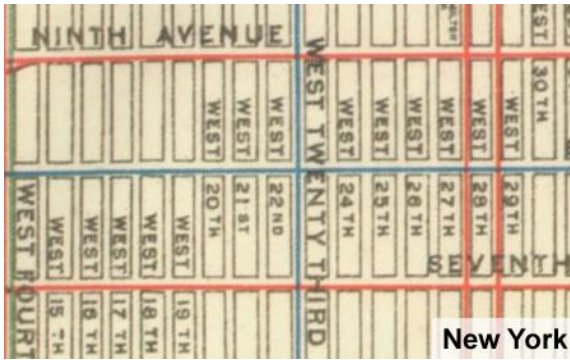 NINTH AVENUE
WEST 30TH
WEST 20TH
WEST 21ST
WEST 22ND
WEST TWENTY THIRD
WEST 24TH
WEST 25TH
WEST 26TH
WEST 27TH
WEST 28TH
WEST 29TH
WEST FOURT
WEST 15TH
WEST 16TH
WEST 17TH
WEST 18TH
WEST 19TH
SEVENTH
New York